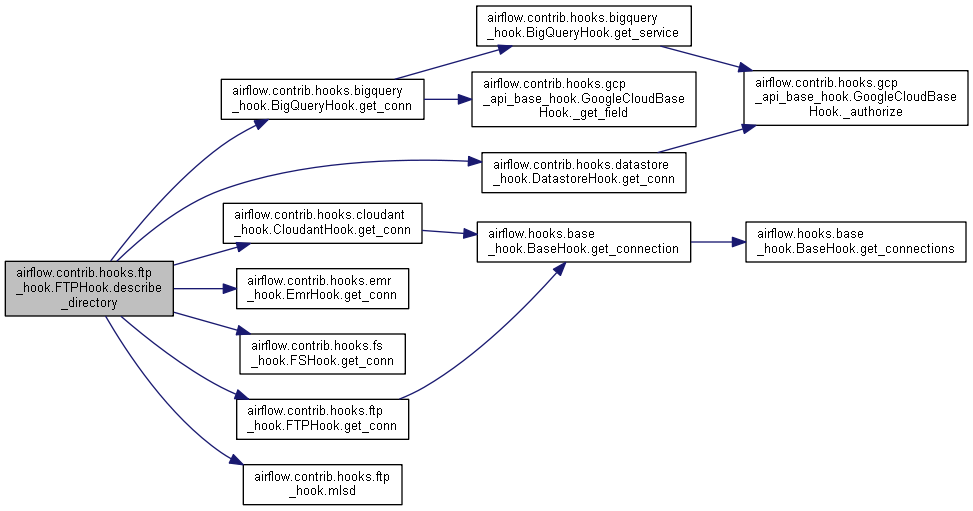 airflow.contrib.hooks.bigquery
_hook.BigQueryHook.get_service
airflow.contrib.hooks.bigquery
_hook.BigQueryHook.get_conn
airflow.contrib.hooks.gcp
_api_base_hook.GoogleCloudBase
Hook._get_field
airflow.contrib.hooks.gcp
_api_base_hook.GoogleCloudBase
Hook._authorize
airflow.contrib.hooks.datastore
_hook.DatastoreHook.get_conn
airflow.contrib.hooks.cloudant
_hook.CloudantHook.get_conn
airflow.hooks.base
_hook.BaseHook.get_connection
airflow.hooks.base
_hook.BaseHook.get_connections
airflow.contrib.hooks.ftp
_hook.FTPHook.describe
_directory
airflow.contrib.hooks.emr
_hook.EmrHook.get_conn
airflow.contrib.hooks.fs
_hook.FSHook.get_conn
airflow.contrib.hooks.ftp
_hook.FTPHook.get_conn
airflow.contrib.hooks.ftp
_hook.mlsd